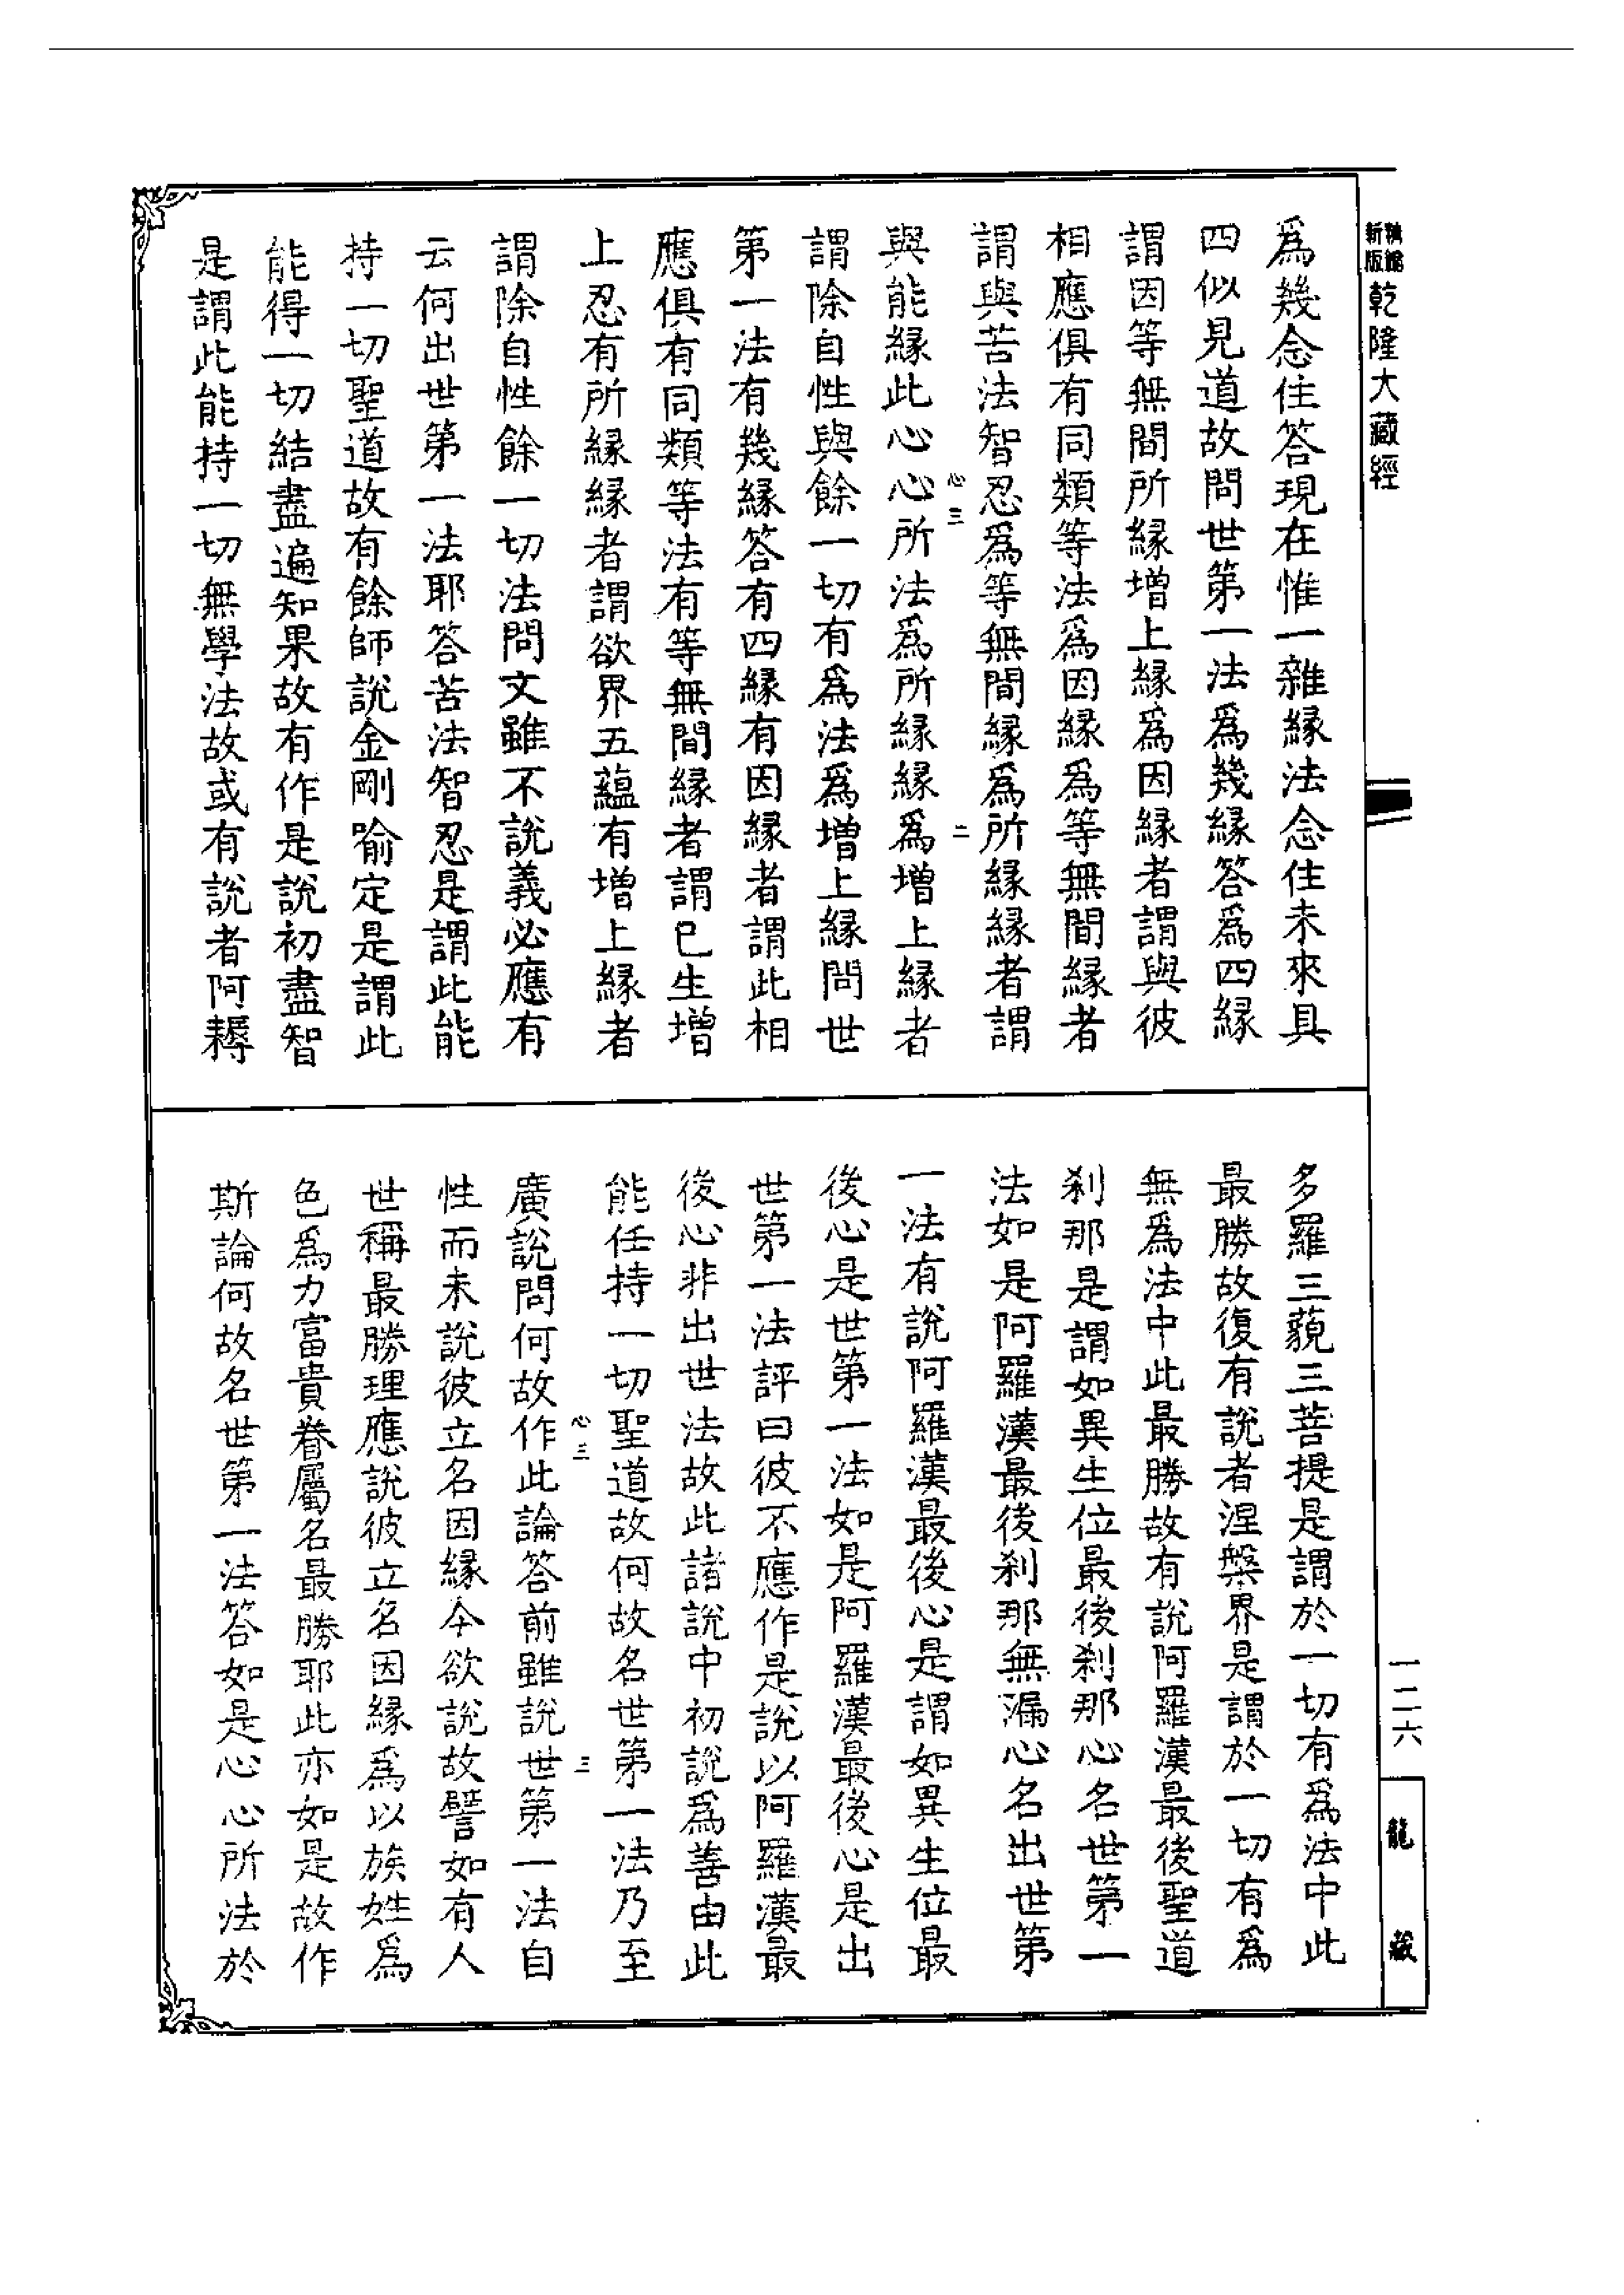 新版精縮乾隆大藏經
為幾念住答現在惟一雜緣法念住未來具
四似見道故問世第一法為幾緣答為四緣
謂因等無間所緣增上緣為因緣者謂與彼
相應俱有同類等法為因緣為等無間緣者
謂與苦法智忍為等無間緣為所緣緣者謂
心三
二
與能緣此心心所法為所緣緣為增上緣者
謂除自性與餘一切有為法為增上緣問世
第一法有幾緣答有四緣有因緣者謂此相
應俱有同類等法有等無間緣者謂已生增
上忍有所緣緣者謂欲界五蘊有增上緣者
謂除自性餘一切法問文雖不說義必應有
云何出世第一法耶答苦法智忍是謂此能
持一切聖道故有餘師說金剛喻定是謂此
能得一切結盡遍知果故有作是說初盡智
是謂此能持一切無學法故或有說者阿耨
多羅三藐三菩提是謂於一切有為法中此
最勝故復有說者涅槃界是謂於一切有為
無為法中此最勝故有說阿羅漢最後聖道
剎那是謂如異生位最後剎那心名世第一
法如是阿羅漢最後剎那無漏心名出世第
一法有說阿羅漢最後心是謂如異生位最
後心是世第一法如是阿羅漢最後心是出
世第一法評曰彼不應作是說以阿羅漢最
後心非出世法故此諸說中初說為善由此
能任持一切聖道故何故名世第一法乃至
心三
三
廣說問何故作此論答前雖說世第一法自
性而未說彼立名因緣今欲說故譬如有人
世稱最勝理應說彼立名因緣為以族姓為
色為力富貴眷屬名最勝耶此亦如是故作
斯論何故名世第一法答如是心心所法於
一二六
龍藏